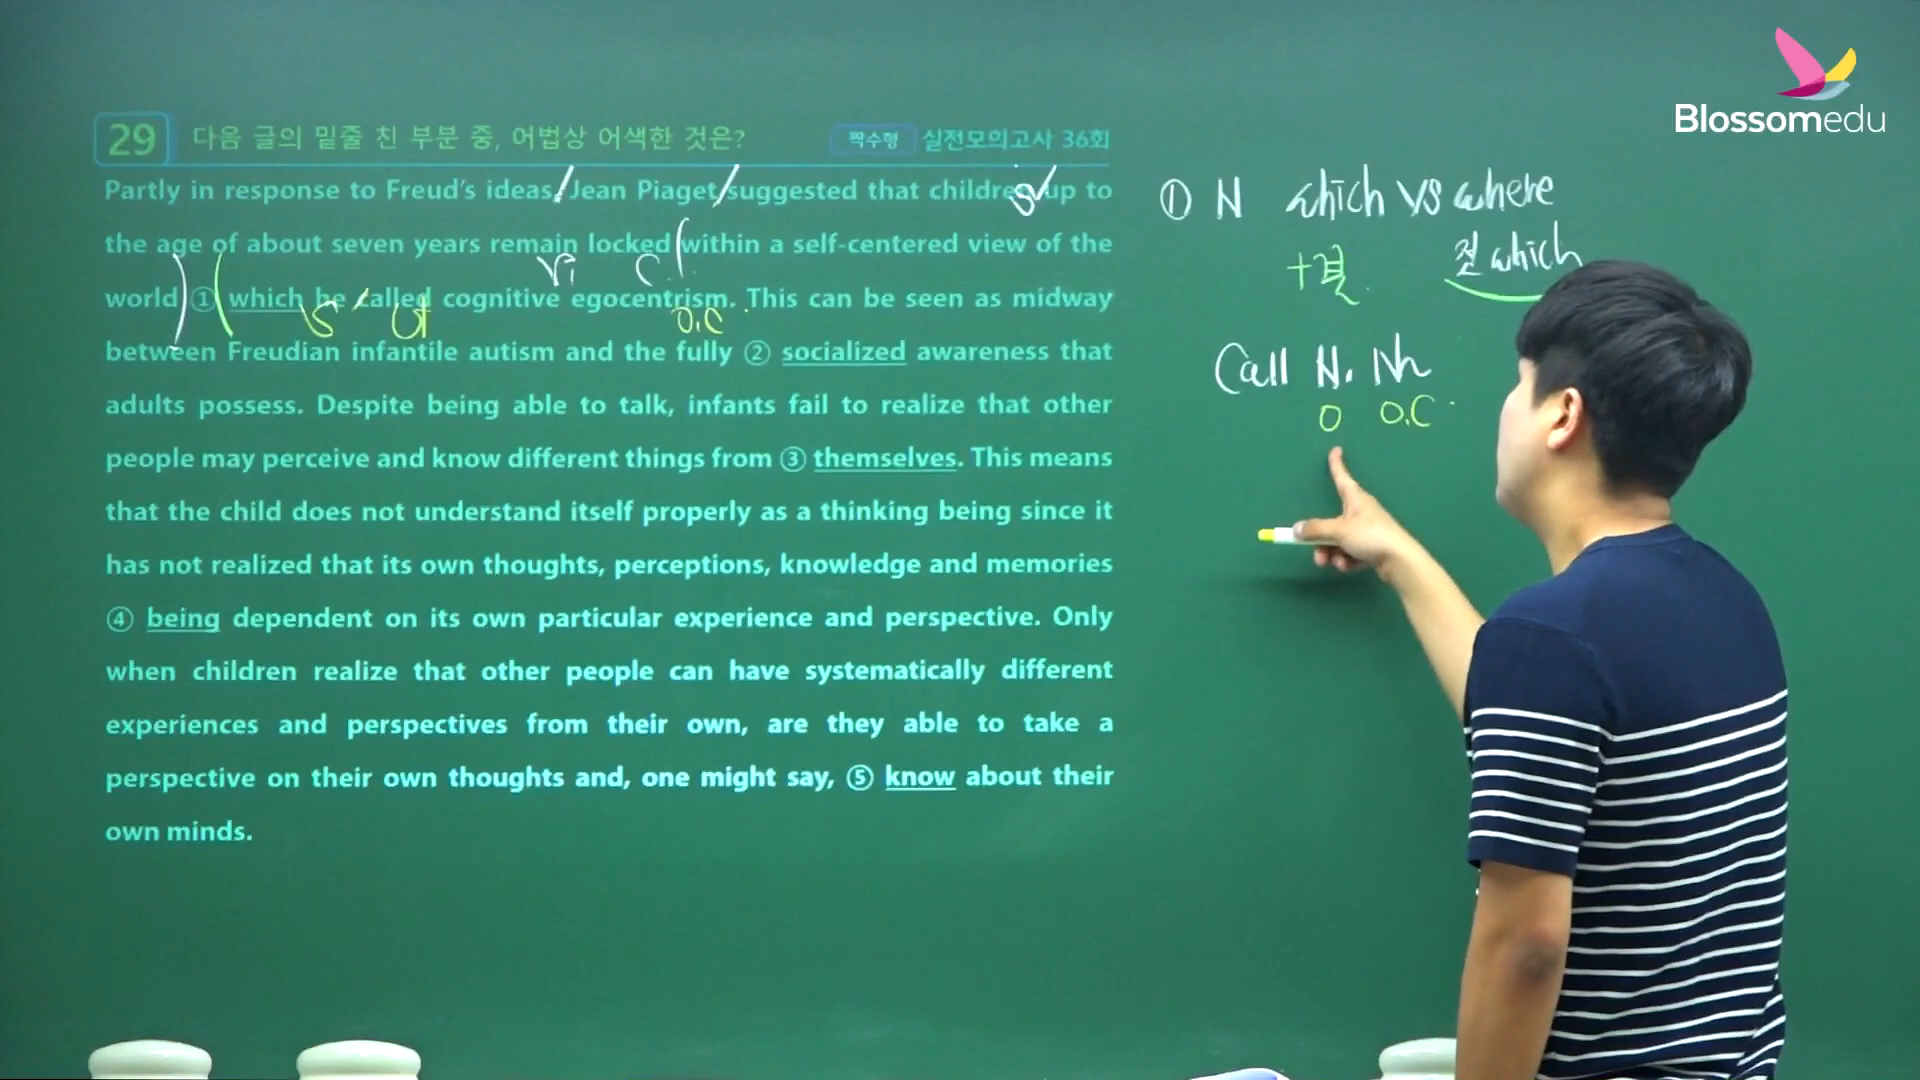 Blossomedu
29 다음 글의 밑줄 친 부분 중, 어법상 어색한 것은? 짝수형 실전모의고사 36회
Partly in response to Freud's ideas, Jean Piaget suggested that children up to
the age of about seven years remain locked within a self-centered view of the
world ① which he called cognitive egocentrism. This can be seen as midway
between Freudian infantile autism and the fully ② socialized awareness that
adults possess. Despite being able to talk, infants fail to realize that other
people may perceive and know different things from ③ themselves. This means
that the child does not understand itself properly as a thinking being since it
has not realized that its own thoughts, perceptions, knowledge and memories
④ being dependent on its own particular experience and perspective. Only
when children realize that other people can have systematically different
experiences and perspectives from their own, are they able to take a
perspective on their own thoughts and, one might say, ⑤ know about their
own minds.
S
Vi C
S Vt O.C
① N which vs where
전 which
Call N. N
O O.C